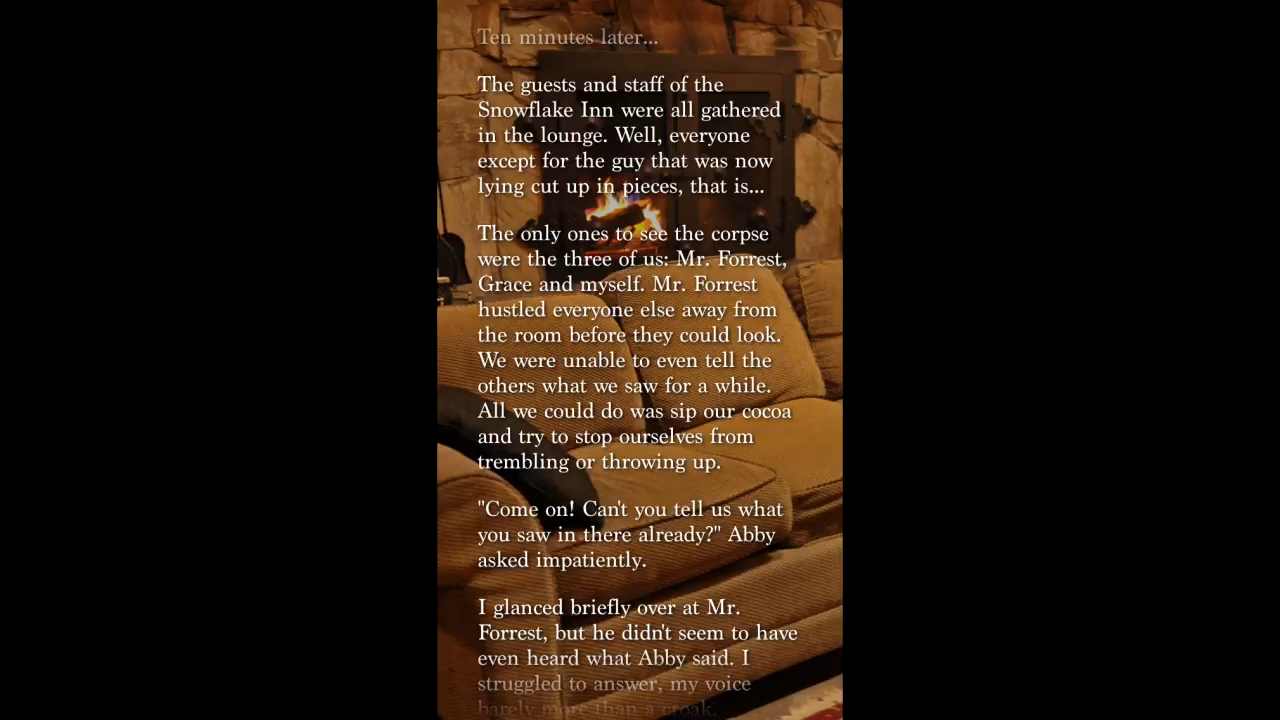 Ten minutes later...
The guests and staff of the
Snowflake Inn were all gathered
in the lounge. Well, everyone
except for the guy that was now
lying cut up in pieces, that is...
The only ones to see the corpse
were the three of us: Mr. Forrest,
Grace and myself. Mr. Forrest
hustled everyone else away from
the room before they could look.
We were unable to even tell the
others what we saw for a while.
All we could do was sip our cocoa
and try to stop ourselves from
trembling or throwing up.
"Come on! Can't you tell us what
you saw in there already?" Abby
asked impatiently.
I glanced briefly over at Mr.
Forrest, but he didn't seem to have
even heard what Abby said. I
struggled to answer, my voice
barely more than a croak.